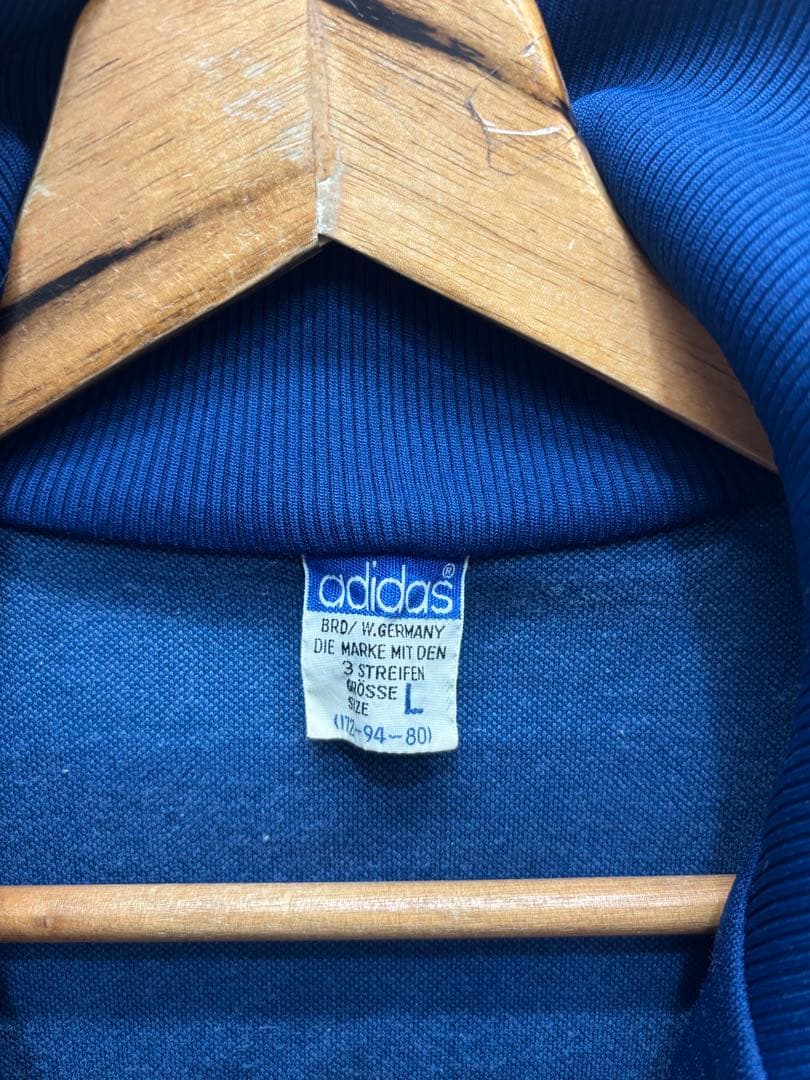 adidas®
BRD/ W.GERMANY
DIE MARKE MIT DEN
3 STREIFEN
GRÖSSE L
SIZE
(172-94-80)